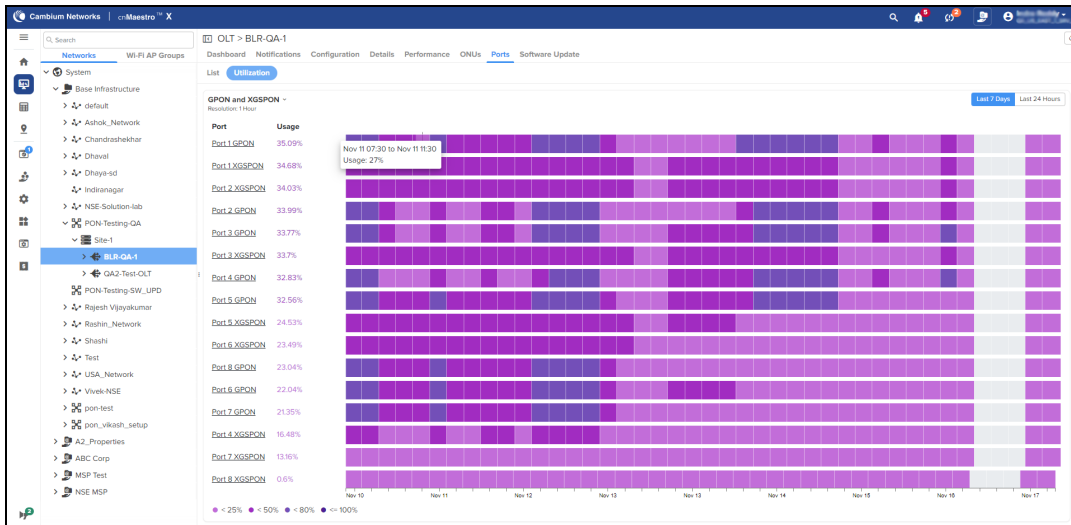 Cambium Networks | cnMaestro™ X
5
2
Search
Networks
Wi-Fi AP Groups
System
Base Infrastructure
default
Ashok_Network
Chandrashekhar
Dhaval
Dhaya-sd
Indiranagar
NSE-Solution-lab
PON-Testing-QA
Site-1
BLR-QA-1
QA2-Test-OLT
PON-Testing-SW_UPD
Rajesh Vijayakumar
Rashin_Network
Shashi
Test
USA_Network
Vivek-NSE
pon-test
pon_vikash_setup
A2_Properties
ABC Corp
MSP Test
NSE MSP
1
2
OLT > BLR-QA-1
Dashboard Notifications Configuration Details Performance ONUs Ports Software Update
List Utilization
GPON and XGSPON
Resolution: 1 Hour
Last 7 Days Last 24 Hours
Port Usage
Port 1 GPON 35.09%
Nov 11 07:30 to Nov 11 11:30
Usage: 27%
Port 1 XGSPON 34.68%
Port 2 XGSPON 34.03%
Port 2 GPON 33.99%
Port 3 GPON 33.77%
Port 3 XGSPON 33.7%
Port 4 GPON 32.83%
Port 5 GPON 32.56%
Port 5 XGSPON 24.53%
Port 6 XGSPON 23.49%
Port 8 GPON 23.04%
Port 6 GPON 22.04%
Port 7 GPON 21.35%
Port 4 XGSPON 16.48%
Port 7 XGSPON 13.16%
Port 8 XGSPON 0.6%
Nov 10 Nov 11 Nov 12 Nov 13 Nov 13 Nov 14 Nov 15 Nov 16 Nov 17
< 25% < 50% < 80% <= 100%